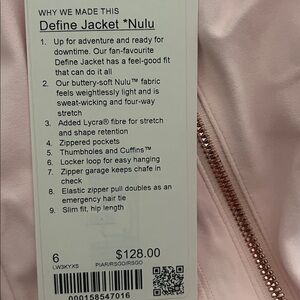 WHY WE MADE THIS
Define Jacket *Nulu
1. Up for adventure and ready for
downtime. Our fan-favourite
Define Jacket has a feel-good fit
that can do it all
2. Our buttery-soft Nulu™ fabric
feels weightlessly light and is
sweat-wicking and four-way
stretch
3. Added Lycra® fibre for stretch
and shape retention
4. Zippered pockets
5. Thumbholes and Cuffins™
6. Locker loop for easy hanging
7. Zipper garage keeps chafe in
check
8. Elastic zipper pull doubles as an
emergency hair tie
9. Slim fit, hip length
6 $128.00
LW3KYXS PIAR/RSGO/RSGO
000158547016